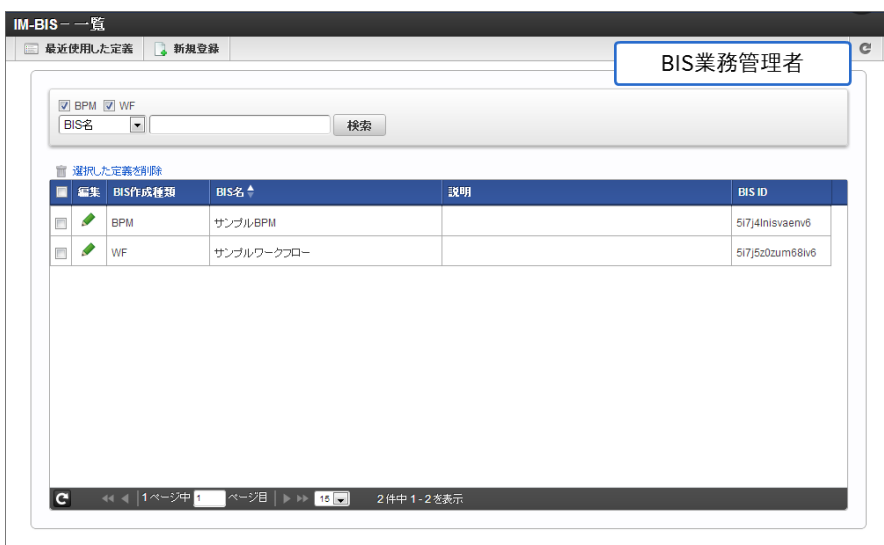 IM-BIS－一覧
最近使用した定義 新規登録
BIS業務管理者
BPM WF
BIS名 検索
選択した定義を削除
編集 BIS作成種類 BIS名 説明 BIS ID
BPM サンプルBPM 5i7j4lnisvaenv6
WF サンプルワークフロー 5i7j5z0zum68iv6
1ページ中 1 ページ目 15 2件中 1 - 2 を表示